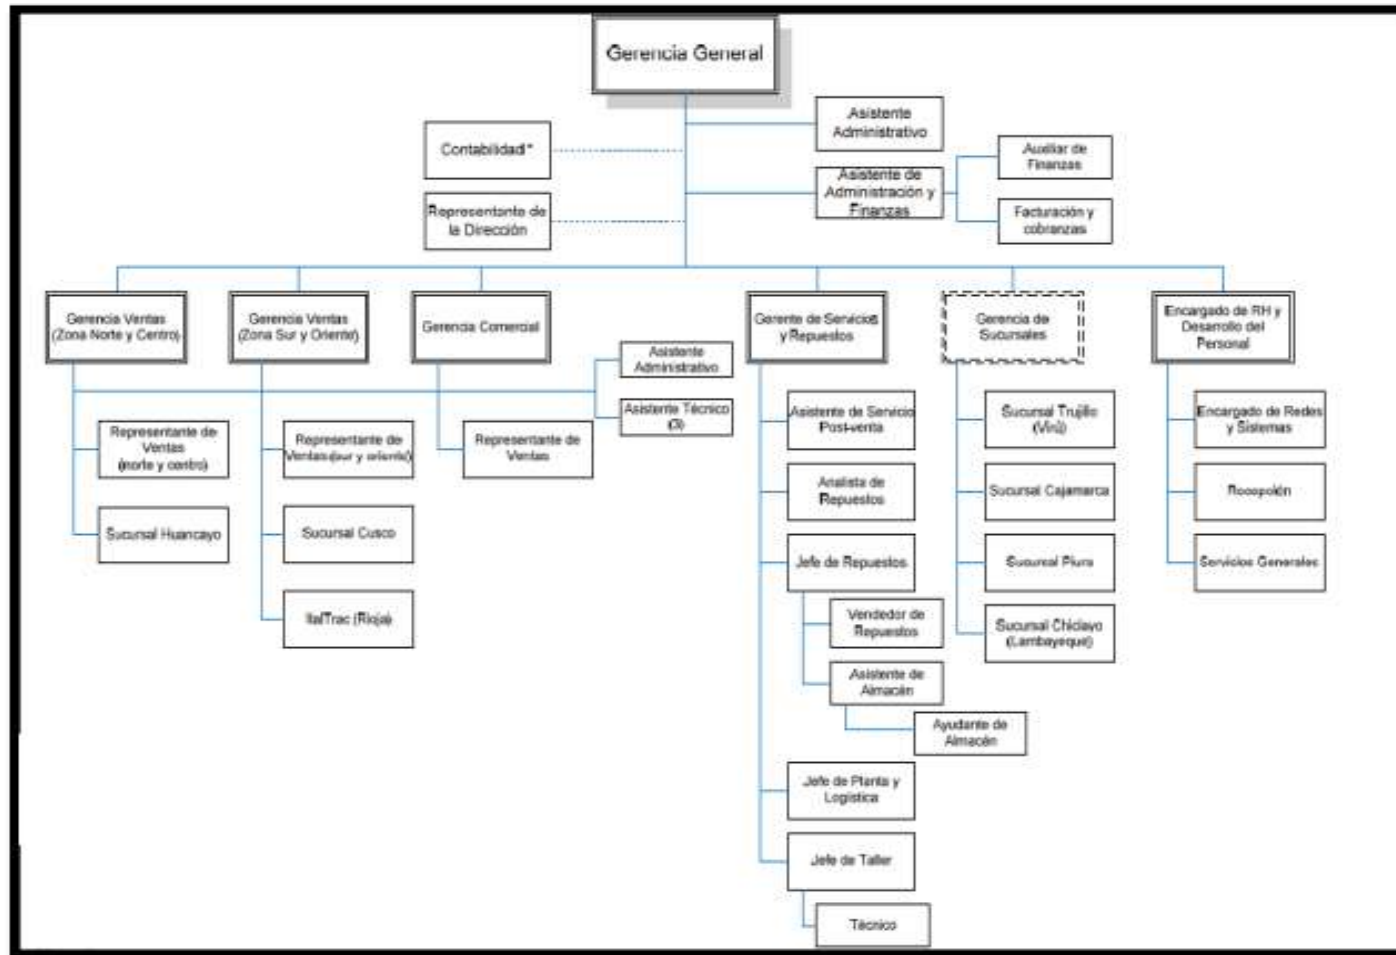 Gerencia General
Asistente
Administrativo
Contabilidad*
Auxiliar de
Finanzas
Asistente de
Administración y
Finanzas
Representante de
la Dirección
Facturación y
cobranzas
Gerencia Ventas
(Zona Norte y Centro)
Gerencia Ventas
(Zona Sur y Oriente)
Gerencia Comercial
Gerente de Servicios
y Repuestos
Gerencia de
Sucursales
Encargado de RH y
Desarrollo del
Personal
Asistente
Administrativo
Asistente Técnico
(3)
Representante de
Ventas
(norte y centro)
Representante de
Ventas (sur y oriente)
Representante de
Ventas
Asistente de Servicio
Post-venta
Sucursal Trujillo
(Virú)
Encargado de Redes
y Sistemas
Analista de
Repuestos
Sucursal Cajamarca
Recepción
Sucursal Huancayo
Sucursal Cusco
Jefe de Repuestos
Sucursal Piura
Servicios Generales
ItalTrac (Rioja)
Vendedor de
Repuestos
Sucursal Chiclayo
(Lambayeque)
Asistente de
Almacén
Ayudante de
Almacén
Jefe de Planta y
Logística
Jefe de Taller
Técnico